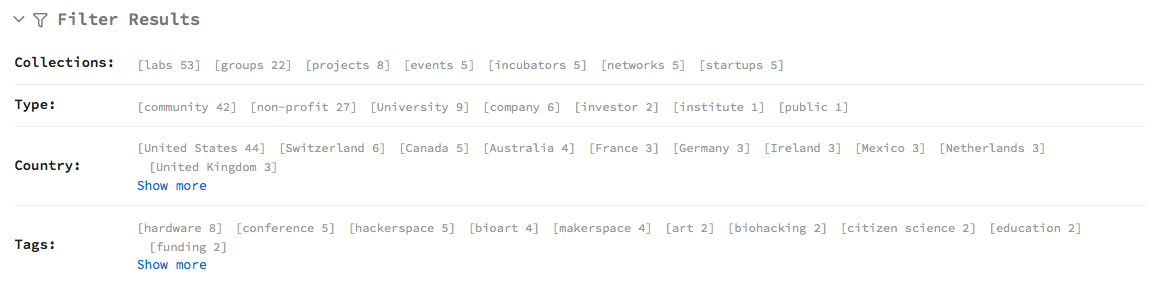 Filter Results
Collections: [labs 53] [groups 22] [projects 8] [events 5] [incubators 5] [networks 5] [startups 5]
Type: [community 42] [non-profit 27] [University 9] [company 6] [investor 2] [institute 1] [public 1]
Country: [United States 44] [Switzerland 6] [Canada 5] [Australia 4] [France 3] [Germany 3] [Ireland 3] [Mexico 3] [Netherlands 3]
[United Kingdom 3]
Show more
Tags: [hardware 8] [conference 5] [hackerspace 5] [bioart 4] [makerspace 4] [art 2] [biohacking 2] [citizen science 2] [education 2]
[funding 2]
Show more